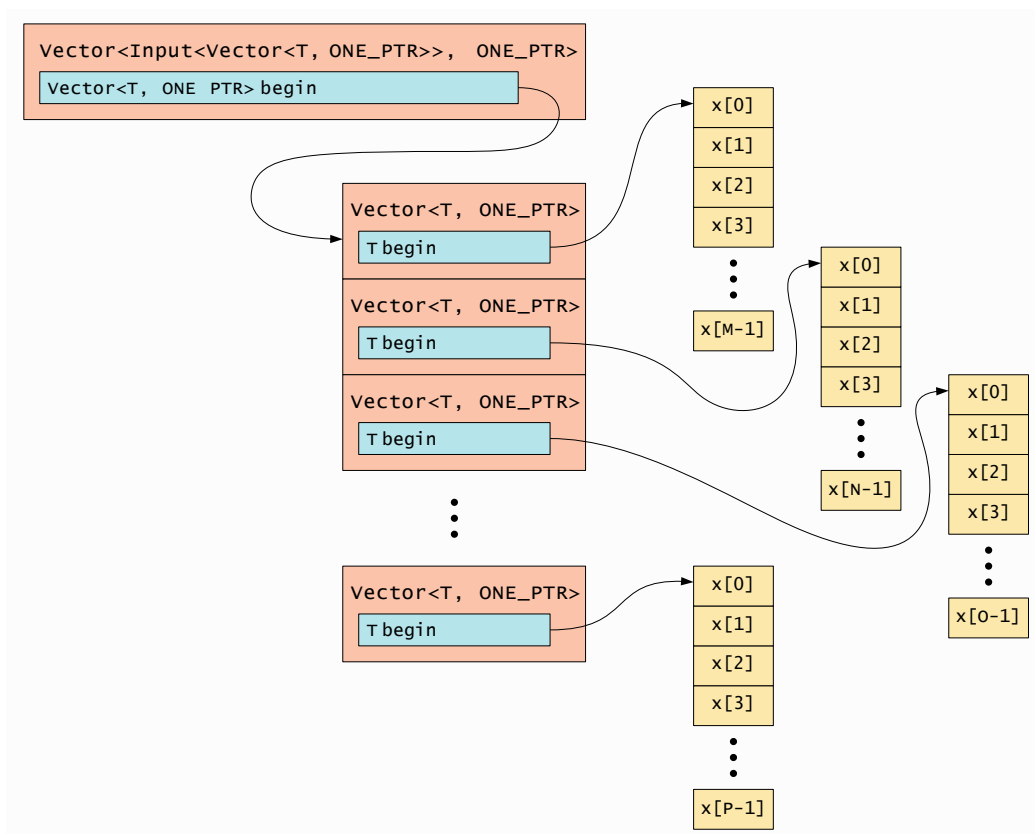 Vector<Input<Vector<T, ONE_PTR>>, ONE_PTR>
Vector<T, ONE PTR> begin
Vector<T, ONE_PTR>
T begin
Vector<T, ONE_PTR>
T begin
Vector<T, ONE_PTR>
T begin
Vector<T, ONE_PTR>
T begin
x[0]
x[1]
x[2]
x[3]
x[M-1]
x[0]
x[1]
x[2]
x[3]
x[N-1]
x[0]
x[1]
x[2]
x[3]
x[O-1]
x[0]
x[1]
x[2]
x[3]
x[P-1]